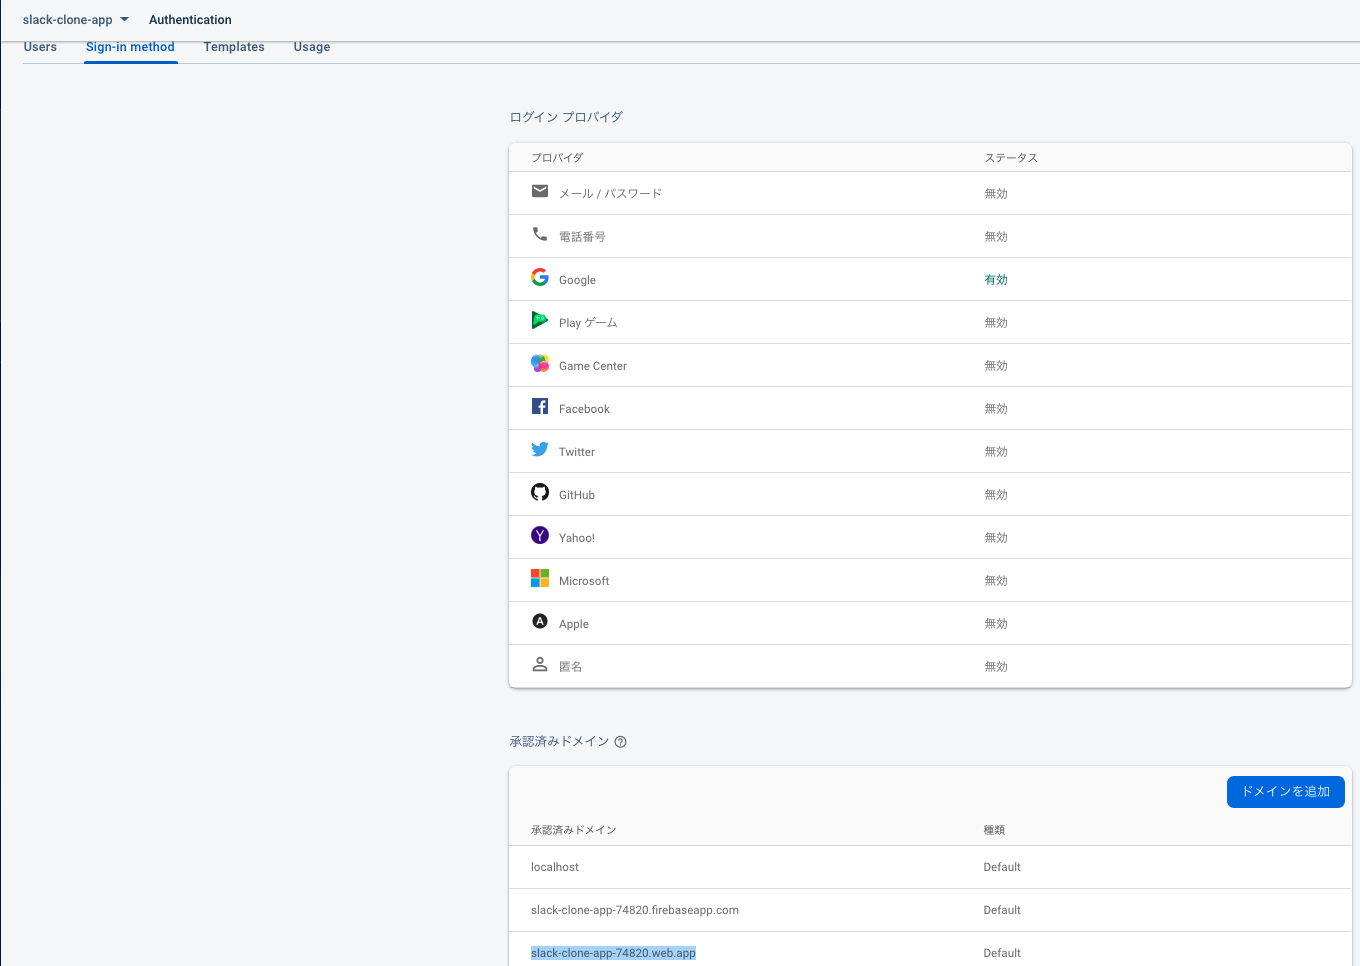 slack-clone-app Authentication
Users Sign-in method Templates Usage
ログイン プロバイダ
プロバイダ ステータス
メール / パスワード 無効
電話番号 無効
Google 有効
Play ゲーム 無効
Game Center 無効
Facebook 無効
Twitter 無効
GitHub 無効
Yahoo! 無効
Microsoft 無効
Apple 無効
匿名 無効
承認済みドメイン
ドメインを追加
承認済みドメイン 種類
localhost Default
slack-clone-app-74820.firebaseapp.com Default
slack-clone-app-74820.web.app Default